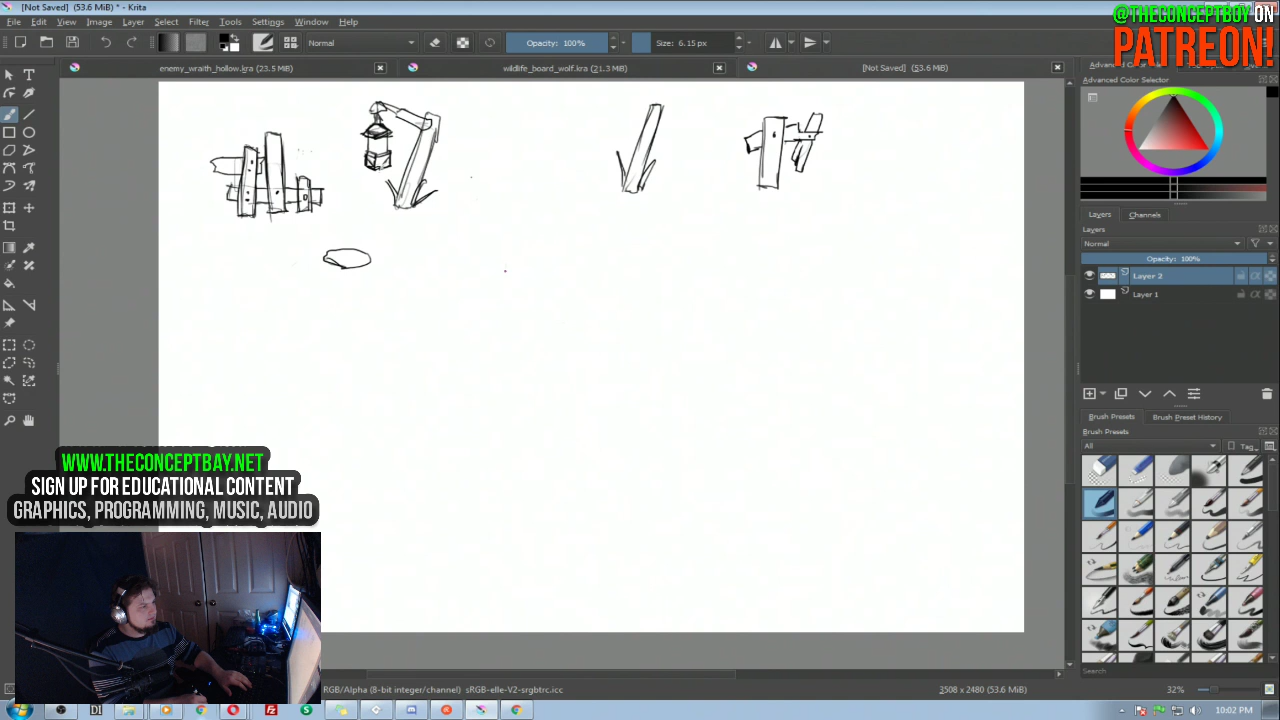 [Not Saved] (53.6 MiB) * - Krita
@THECONCEPTBOY ON
PATREON!
File Edit View Image Layer Select Filter Tools Settings Window Help
Normal
Opacity: 100%
Size: 6.15 px
enemy_wraith_hollow.kra (23.5 MiB)
wildlife_board_wolf.kra (21.3 MiB)
[Not Saved] (53.6 MiB)
Advanced Color Selector
Layers Channels
Layers
Normal
Opacity: 100%
Layer 2
Layer 1
Brush Presets Brush Preset History
Brush Presets
All
Tag
Search
WWW.THECONCEPTBAY.NET
SIGN UP FOR EDUCATIONAL CONTENT
GRAPHICS, PROGRAMMING, MUSIC, AUDIO
RGB/Alpha (8-bit integer/channel) sRGB-elle-V2-srgbtrc.icc
3508 x 2480 (53.6 MiB)
32%
10:02 PM